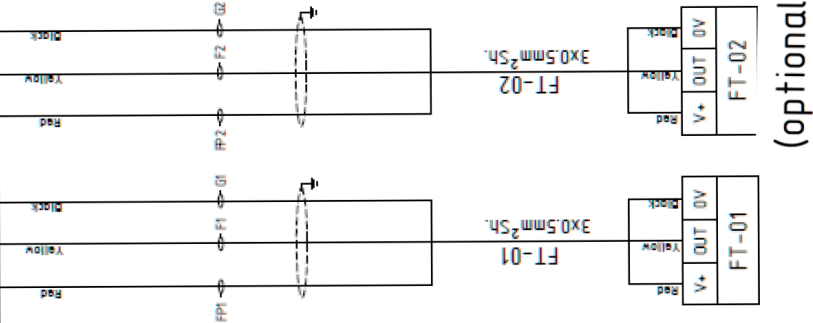 G2
Black
F2
Yellow
FP2
Red
3x0.5mm²Sh.
FT-02
Black
Yellow
Red
0V
OUT
V+
FT-02
(optional
G1
Black
F1
Yellow
FP1
Red
3x0.5mm²Sh.
FT-01
Black
Yellow
Red
0V
OUT
V+
FT-01